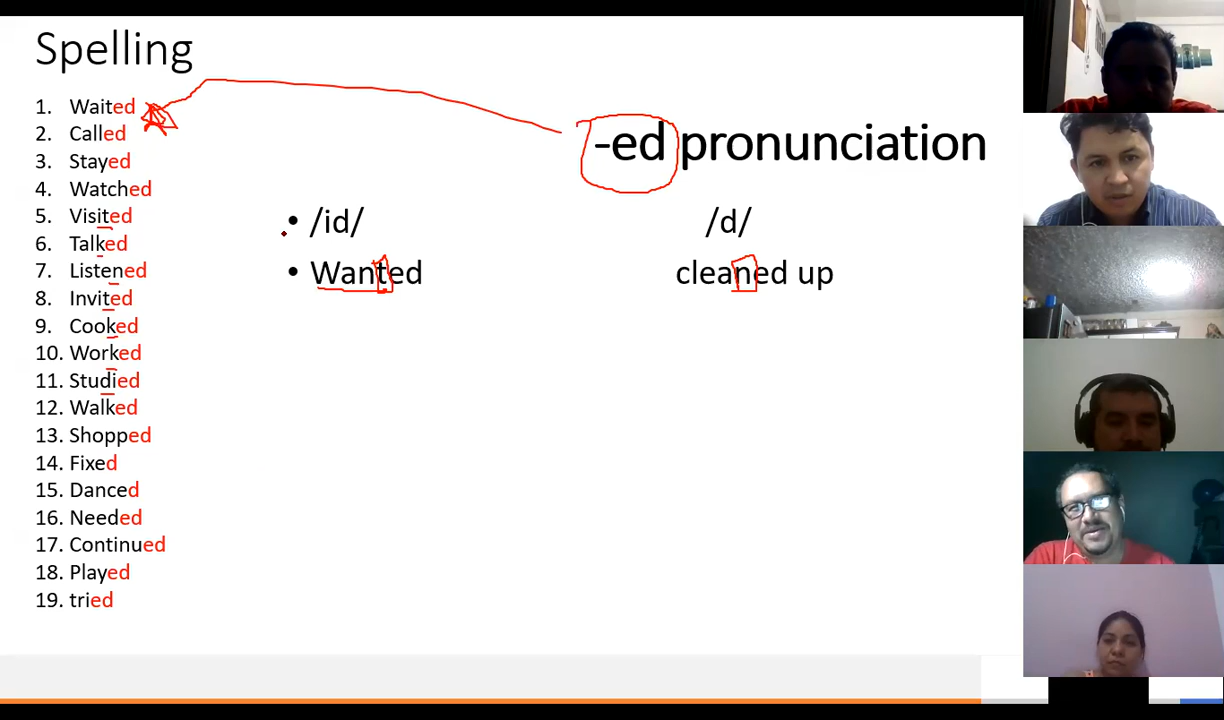 Spelling
1. Waited
2. Called
3. Stayed
4. Watched
5. Visited
6. Talked
7. Listened
8. Invited
9. Cooked
10. Worked
11. Studied
12. Walked
13. Shopped
14. Fixed
15. Danced
16. Needed
17. Continued
18. Played
19. tried
-ed pronunciation
• /id/ /d/
• Wanted cleaned up